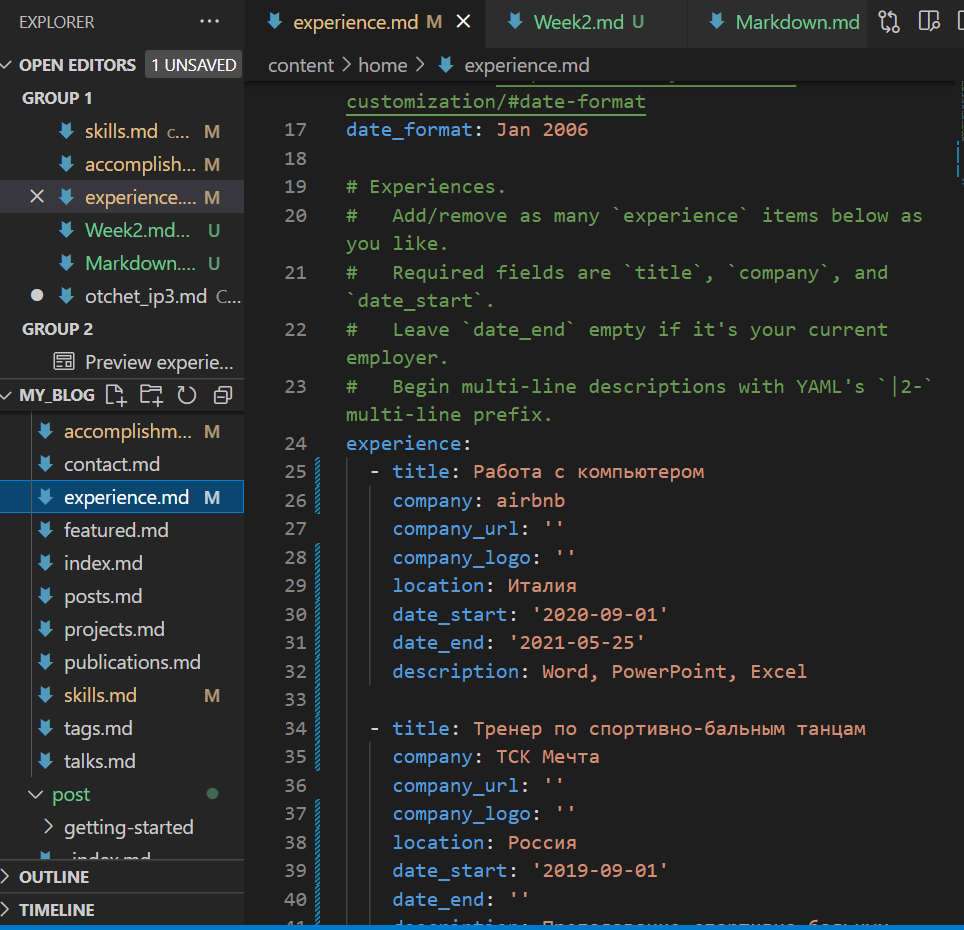 EXPLORER
OPEN EDITORS 1 UNSAVED
GROUP 1
skills.md c... M
accomplish... M
experience.... M
Week2.md... U
Markdown.... U
otchet_ip3.md C...
GROUP 2
Preview experie...
MY_BLOG
accomplishm... M
contact.md
experience.md M
featured.md
index.md
posts.md
projects.md
publications.md
skills.md M
tags.md
talks.md
post
getting-started
_index.md
OUTLINE
TIMELINE
experience.md M
Week2.md U
Markdown.md
content > home > experience.md
customization/#date-format
17 date_format: Jan 2006
18
19 # Experiences.
20 #   Add/remove as many `experience` items below as
you like.
21 #   Required fields are `title`, `company`, and
`date_start`.
22 #   Leave `date_end` empty if it's your current
employer.
23 #   Begin multi-line descriptions with YAML's `|2-`
multi-line prefix.
24 experience:
25   - title: Работа с компьютером
26     company: airbnb
27     company_url: ''
28     company_logo: ''
29     location: Италия
30     date_start: '2020-09-01'
31     date_end: '2021-05-25'
32     description: Word, PowerPoint, Excel
33
34   - title: Тренер по спортивно-бальным танцам
35     company: ТСК Мечта
36     company_url: ''
37     company_logo: ''
38     location: Россия
39     date_start: '2019-09-01'
40     date_end: ''
41     description: